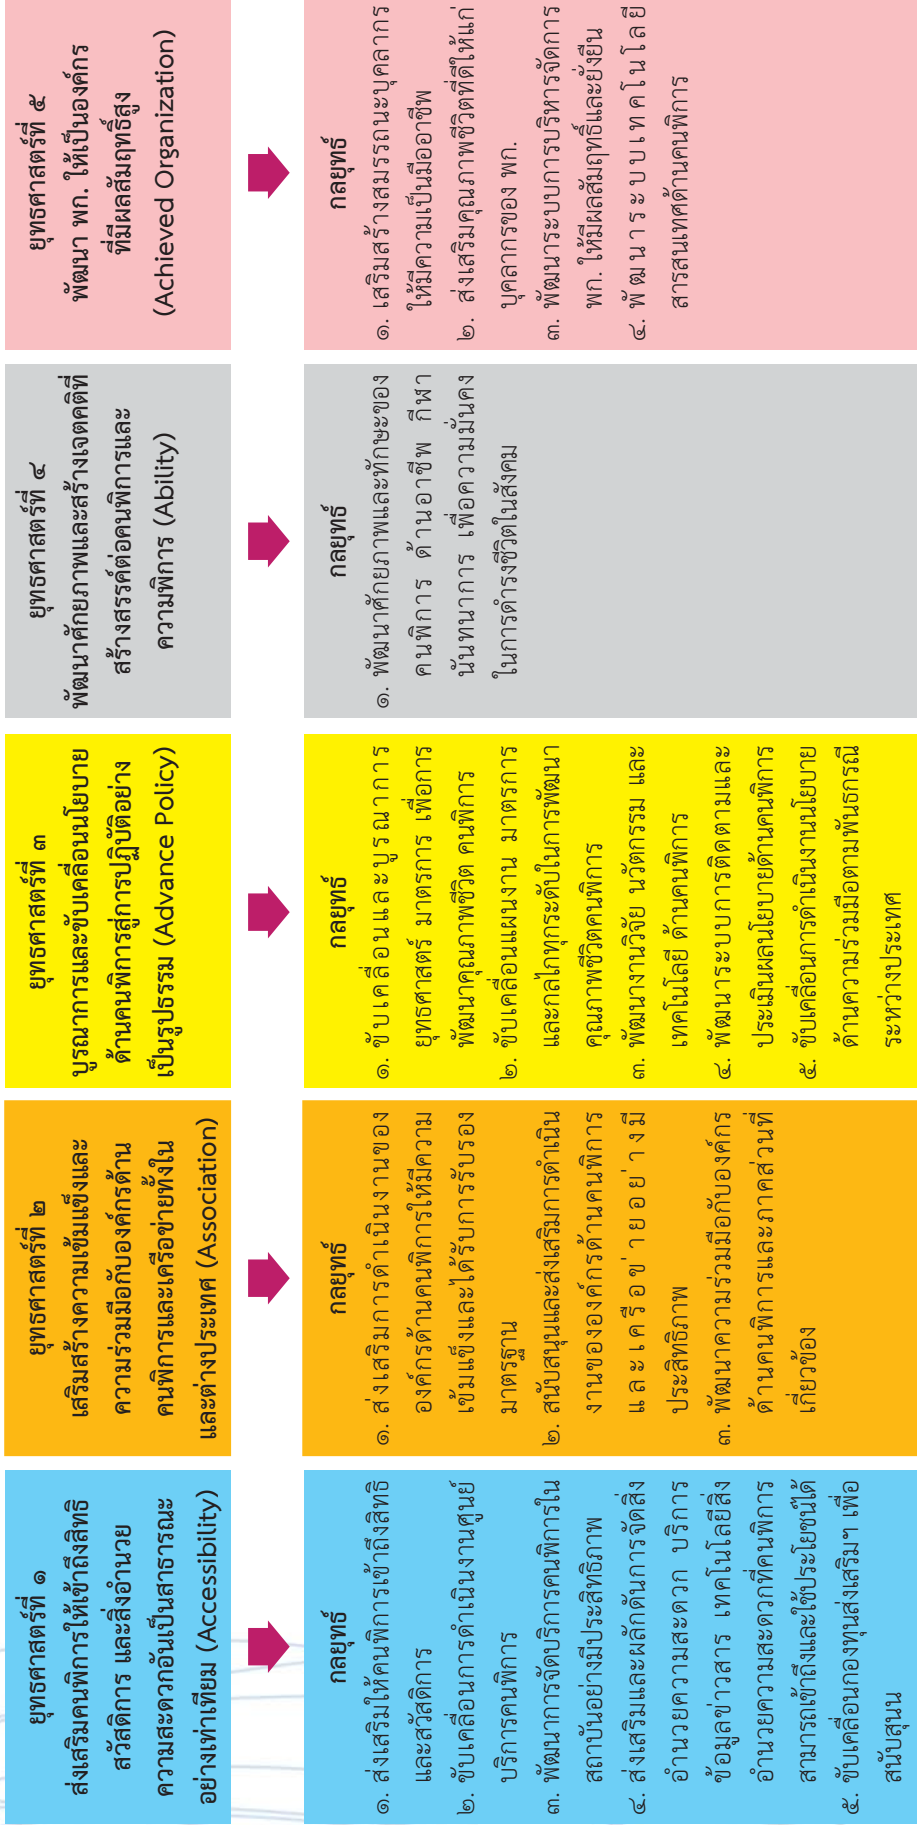 ยุทธศาสตร์ที่ ๑
ส่งเสริมคนพิการให้เข้าถึงสิทธิ
สวัสดิการ และสิ่งอำนวย
ความสะดวกอันเป็นสาธารณะ
อย่างเท่าเทียม (Accessibility)
กลยุทธ์
๑. ส่งเสริมให้คนพิการเข้าถึงสิทธิ
และสวัสดิการ
๒. ขับเคลื่อนการดำเนินงานศูนย์
บริการคนพิการ
๓. พัฒนาการจัดบริการคนพิการใน
สถาบันอย่างมีประสิทธิภาพ
๔. ส่งเสริมและผลักดันการจัดสิ่ง
อำนวยความสะดวก บริการ
ข้อมูลข่าวสาร เทคโนโลยีสิ่ง
อำนวยความสะดวกที่คนพิการ
สามารถเข้าถึงและใช้ประโยชน์ได้
๕. ขับเคลื่อนกองทุนส่งเสริมฯ เพื่อ
สนับสนุน
ยุทธศาสตร์ที่ ๒
เสริมสร้างความเข้มแข็งและ
ความร่วมมือกับองค์กรด้าน
คนพิการและเครือข่ายทั้งใน
และต่างประเทศ (Association)
กลยุทธ์
๑. ส่งเสริมการดำเนินงานของ
องค์กรด้านคนพิการให้มีความ
เข้มแข็งและได้รับการรับรอง
มาตรฐาน
๒. สนับสนุนและส่งเสริมการดำเนิน
งานขององค์กรด้านคนพิการ
และเครือข่ายอย่างมี
ประสิทธิภาพ
๓. พัฒนาความร่วมมือกับองค์กร
ด้านคนพิการและภาคส่วนที่
เกี่ยวข้อง
ยุทธศาสตร์ที่ ๓
บูรณาการและขับเคลื่อนนโยบาย
ด้านคนพิการสู่การปฏิบัติอย่าง
เป็นรูปธรรม (Advance Policy)
กลยุทธ์
๑. ขับเคลื่อนและบูรณาการ
ยุทธศาสตร์ มาตรการ เพื่อการ
พัฒนาคุณภาพชีวิต คนพิการ
๒. ขับเคลื่อนแผนงาน มาตรการ
และกลไกทุกระดับในการพัฒนา
คุณภาพชีวิตคนพิการ
๓. พัฒนางานวิจัย นวัตกรรม และ
เทคโนโลยี ด้านคนพิการ
๔. พัฒนาระบบการติดตามและ
ประเมินผลนโยบายด้านคนพิการ
๕. ขับเคลื่อนการดำเนินงานนโยบาย
ด้านความร่วมมือตามพันธกรณี
ระหว่างประเทศ
ยุทธศาสตร์ที่ ๔
พัฒนาศักยภาพและสร้างเจตคติที่
สร้างสรรค์ต่อคนพิการและ
ความพิการ (Ability)
กลยุทธ์
๑. พัฒนาศักยภาพและทักษะของ
คนพิการ ด้านอาชีพ กีฬา
นันทนาการ เพื่อความมั่นคง
ในการดำรงชีวิตในสังคม
ยุทธศาสตร์ที่ ๕
พัฒนา พก. ให้เป็นองค์กร
ที่มีผลสัมฤทธิ์สูง
(Achieved Organization)
กลยุทธ์
๑. เสริมสร้างสมรรถนะบุคลากร
ให้มีความเป็นมืออาชีพ
๒. ส่งเสริมคุณภาพชีวิตที่ดีให้แก่
บุคลากรของ พก.
๓. พัฒนาระบบการบริหารจัดการ
พก. ให้มีผลสัมฤทธิ์และยั่งยืน
๔. พัฒนาระบบเทคโนโลยี
สารสนเทศด้านคนพิการ